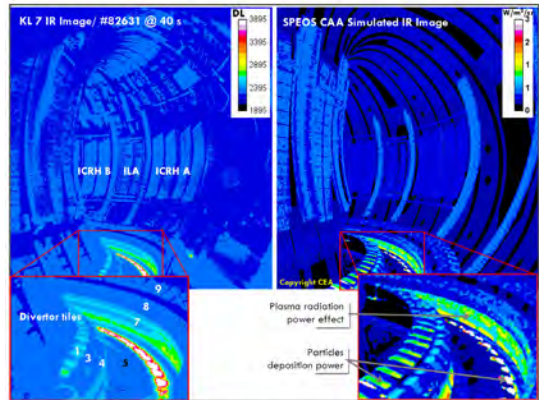 KL 7 IR Image/ #82631 @ 40 s
DL
3895
3395
2895
2395
1895
ICRH B
ILA
ICRH A
Divertor tiles
1
3
4
5
7
8
9
SPEOS CAA Simulated IR Image
W/m²/sr
3
2
1
1
0
Copyright CEA
Plasma radiation
power effect
Particles
deposition power